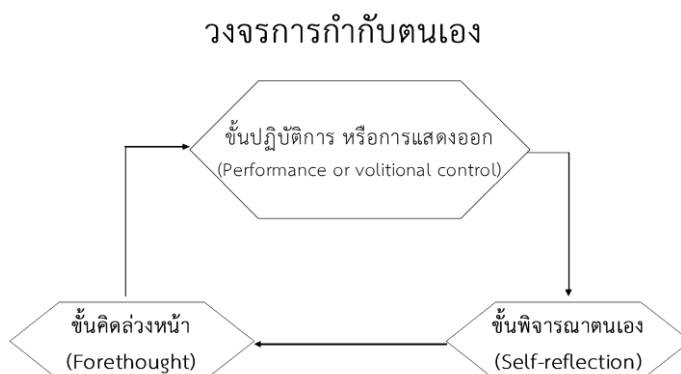 วงจรการกำกับตนเอง
ขั้นปฏิบัติการ หรือการแสดงออก
(Performance or volitional control)
ขั้นคิดล่วงหน้า
(Forethought)
ขั้นพิจารณาตนเอง
(Self-reflection)